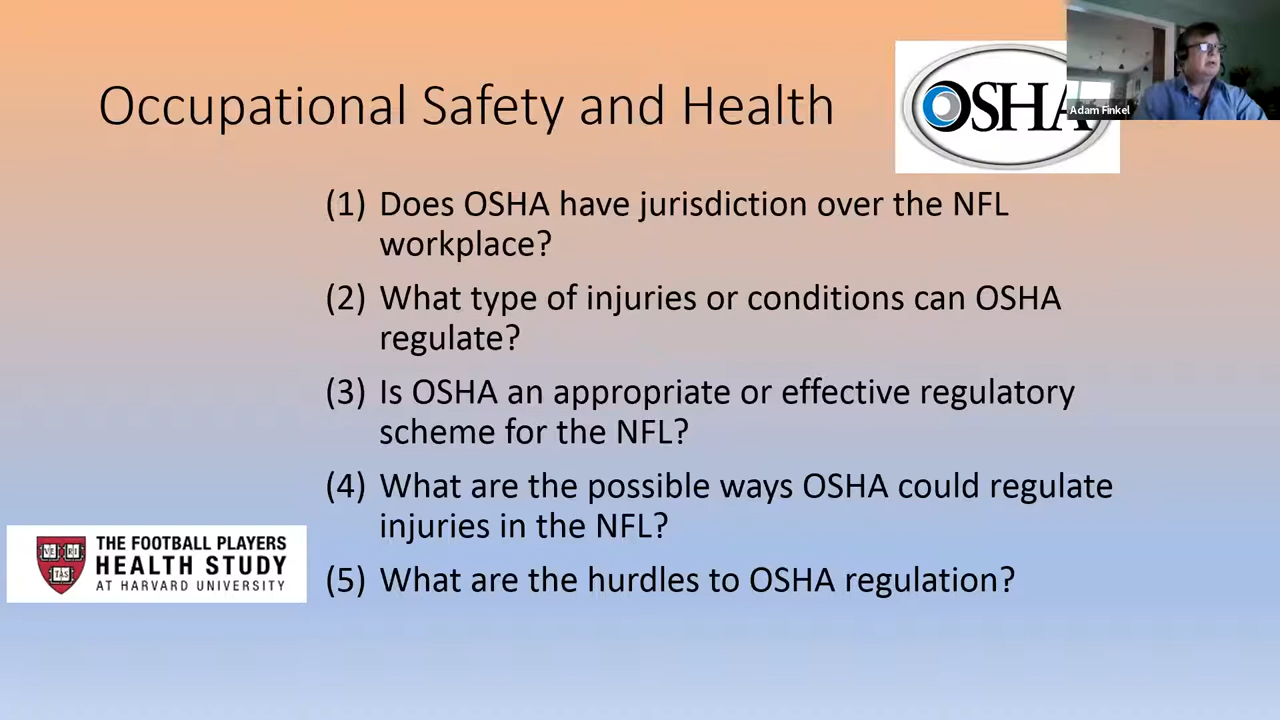 Occupational Safety and Health
OSHA
Adam Finkel
(1) Does OSHA have jurisdiction over the NFL
workplace?
(2) What type of injuries or conditions can OSHA
regulate?
(3) Is OSHA an appropriate or effective regulatory
scheme for the NFL?
(4) What are the possible ways OSHA could regulate
injuries in the NFL?
(5) What are the hurdles to OSHA regulation?
VE RI
TAS
THE FOOTBALL PLAYERS
HEALTH STUDY
AT HARVARD UNIVERSITY